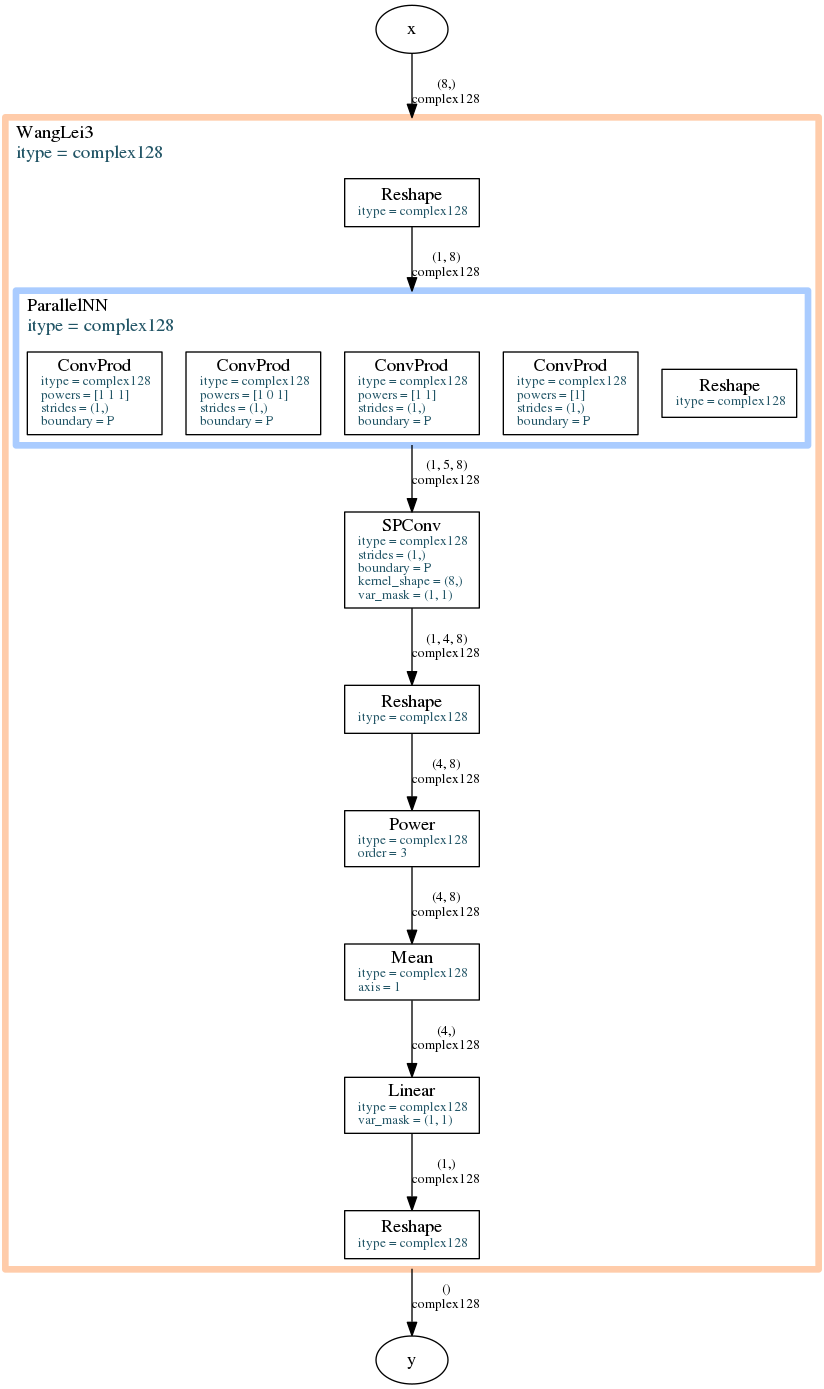 x
(8,)
complex128
WangLei3
itype = complex128
Reshape
itype = complex128
(1, 8)
complex128
ParallelNN
itype = complex128
ConvProd
itype = complex128
powers = [1 1 1]
strides = (1,)
boundary = P
ConvProd
itype = complex128
powers = [1 0 1]
strides = (1,)
boundary = P
ConvProd
itype = complex128
powers = [1 1]
strides = (1,)
boundary = P
ConvProd
itype = complex128
powers = [1]
strides = (1,)
boundary = P
Reshape
itype = complex128
(1, 5, 8)
complex128
SPConv
itype = complex128
strides = (1,)
boundary = P
kernel_shape = (8,)
var_mask = (1, 1)
(1, 4, 8)
complex128
Reshape
itype = complex128
(4, 8)
complex128
Power
itype = complex128
order = 3
(4, 8)
complex128
Mean
itype = complex128
axis = 1
(4,)
complex128
Linear
itype = complex128
var_mask = (1, 1)
(1,)
complex128
Reshape
itype = complex128
()
complex128
y